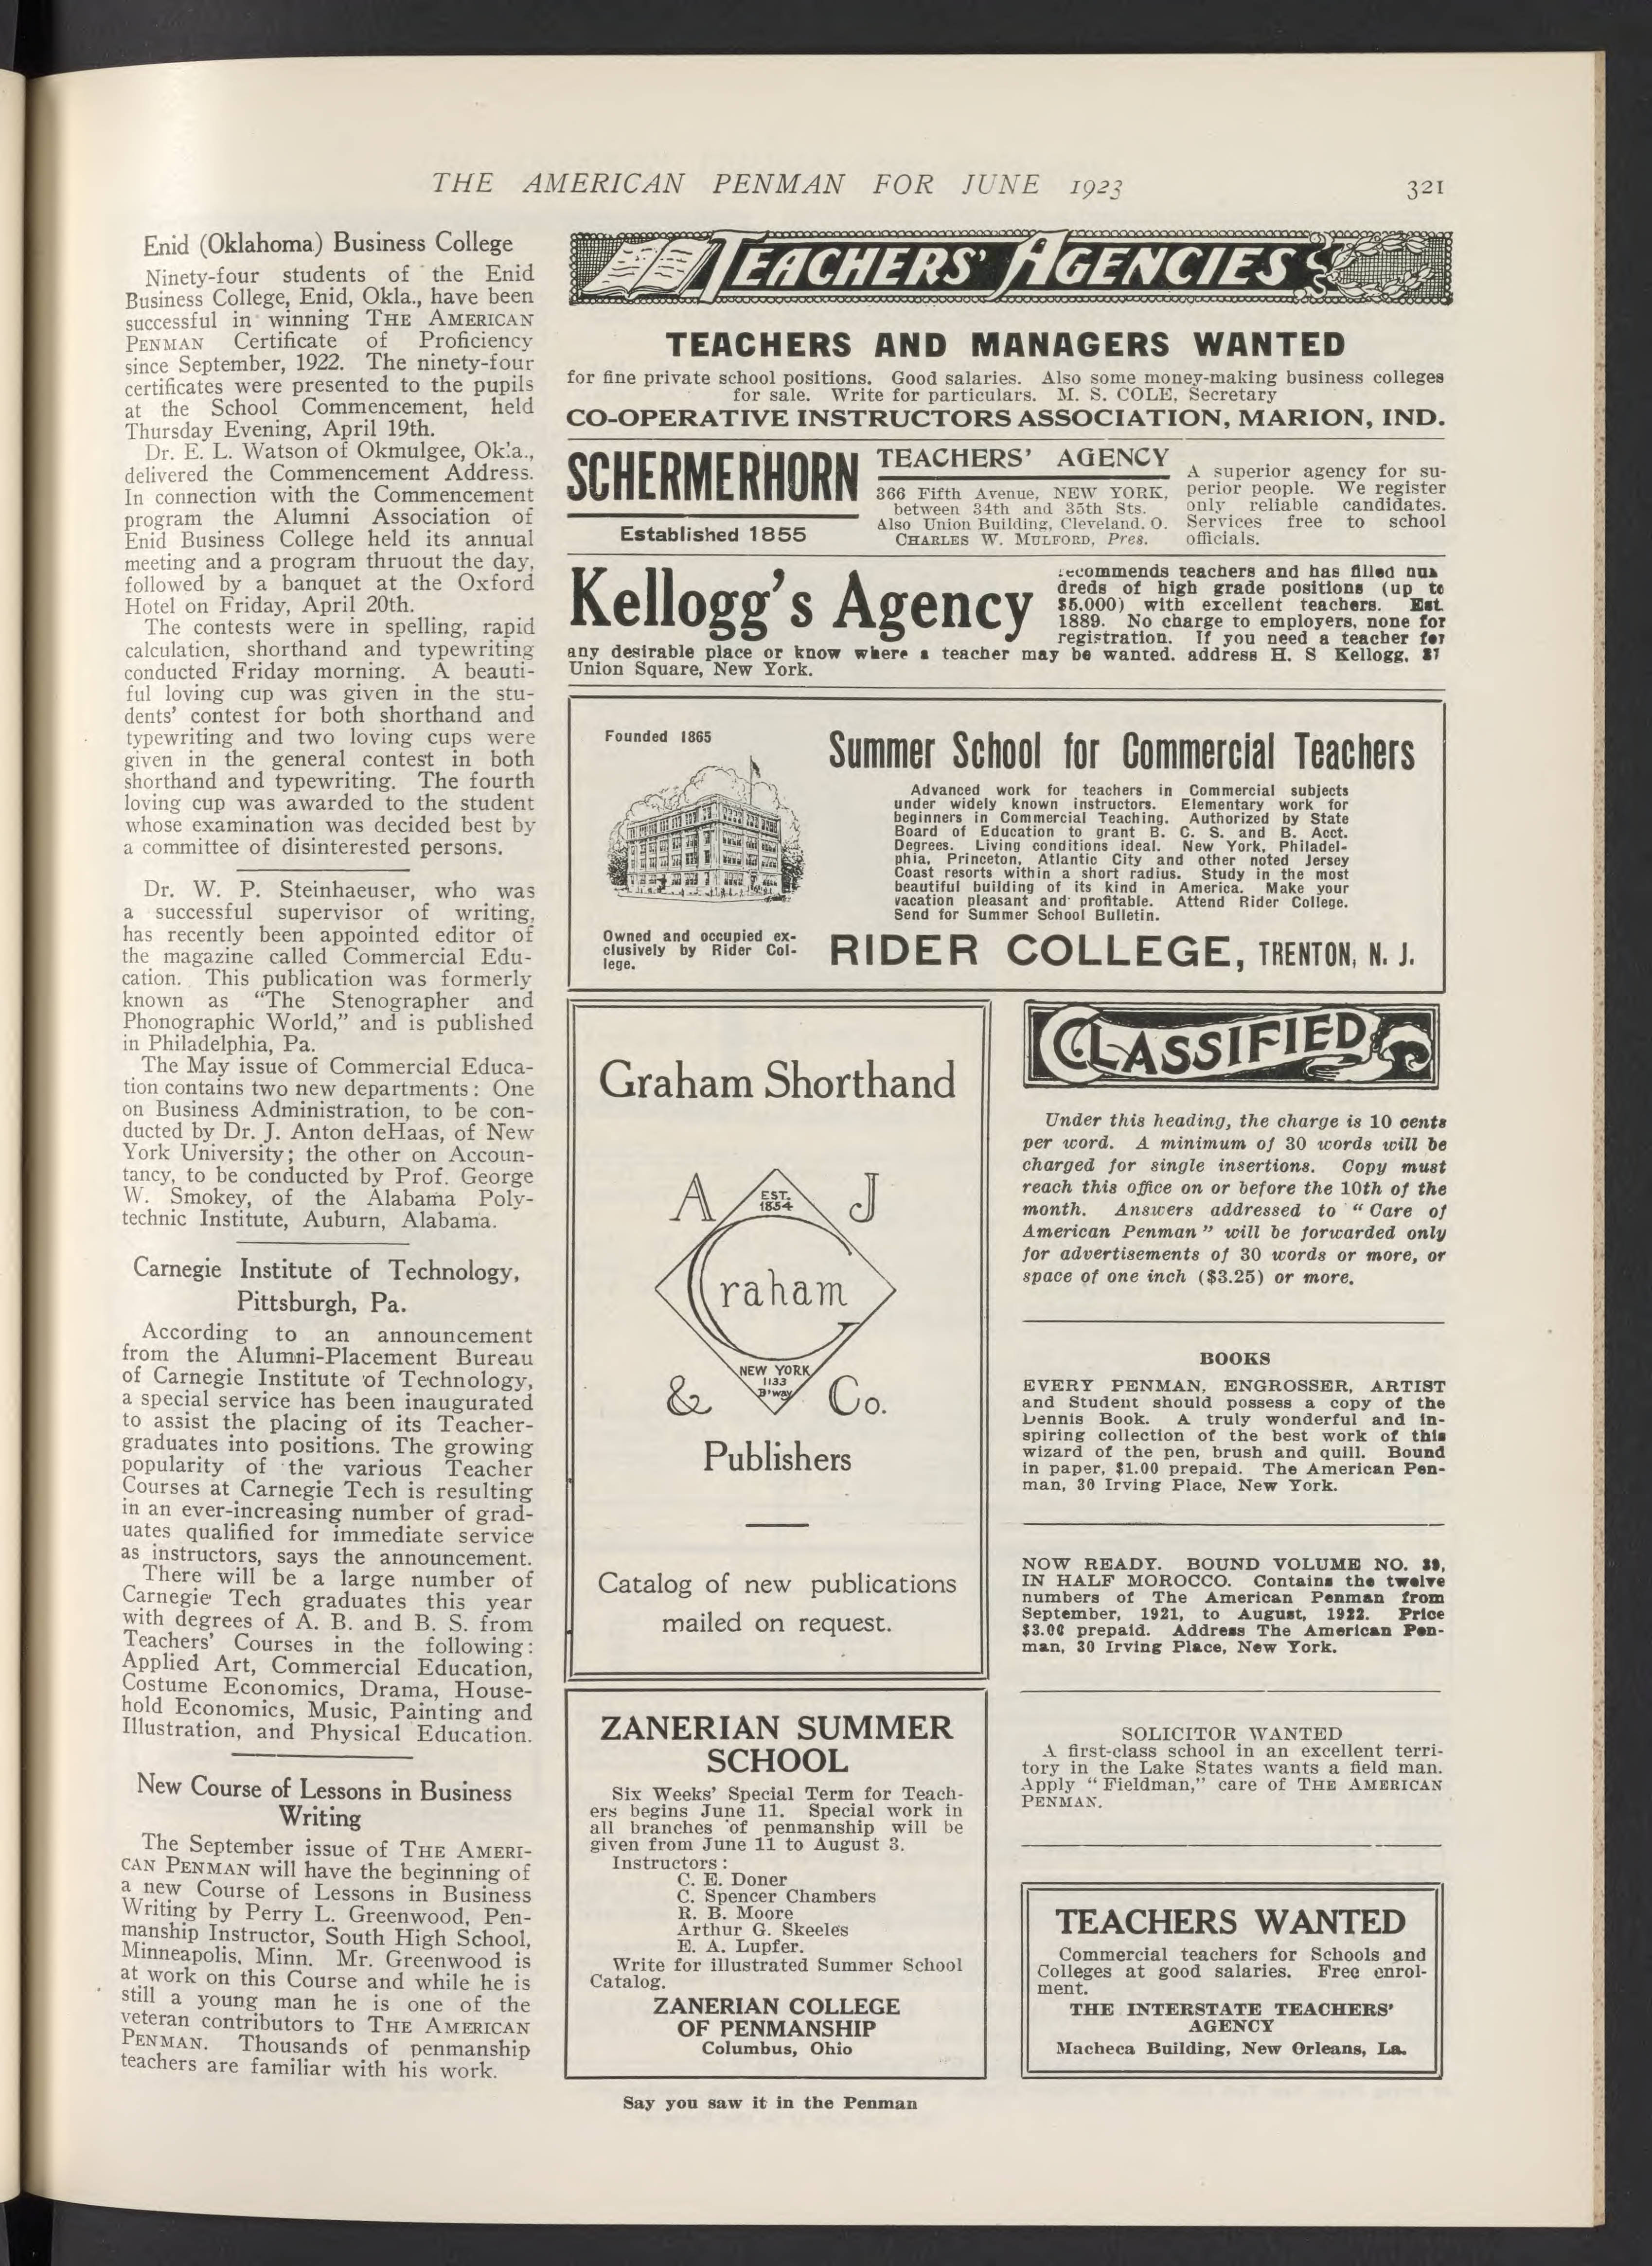 THE AMERICAN PENMAN FOR JUNE 1923
321
Enid (Oklahoma) Business College
Ninety-four students of the Enid
Business College, Enid, Okla., have been
successful in winning THE AMERICAN
PENMAN Certificate of Proficiency
since September, 1922. The ninety-four
certificates were presented to the pupils
at the School Commencement, held
Thursday Evening, April 19th.
Dr. E. L. Watson of Okmulgee, Okla.,
delivered the Commencement Address.
In connection with the Commencement
program the Alumni Association of
Enid Business College held its annual
meeting and a program thruout the day,
followed by a banquet at the Oxford
Hotel on Friday, April 20th.
The contests were in spelling, rapid
calculation, shorthand and typewriting
conducted Friday morning. A beauti-
ful loving cup was given in the stu-
dents' contest for both shorthand and
typewriting and two loving cups were
given in the general contest in both
shorthand and typewriting. The fourth
loving cup was awarded to the student
whose examination was decided best by
a committee of disinterested persons.
Dr. W. P. Steinhaeuser, who was
a successful supervisor of writing,
has recently been appointed editor of
the magazine called Commercial Edu-
cation. This publication was formerly
known as "The Stenographer and
Phonographic World," and is published
in Philadelphia, Pa.
The May issue of Commercial Educa-
tion contains two new departments: One
on Business Administration, to be con-
ducted by Dr. J. Anton deHaas, of New
York University; the other on Accoun-
tancy, to be conducted by Prof. George
W. Smokey, of the Alabama Poly-
technic Institute, Auburn, Alabama.
Carnegie Institute of Technology,
Pittsburgh, Pa.
According to an announcement
from the Alumni-Placement Bureau
of Carnegie Institute of Technology,
a special service has been inaugurated
to assist the placing of its Teacher-
graduates into positions. The growing
popularity of the various Teacher
Courses at Carnegie Tech is resulting
in an ever-increasing number of grad-
uates qualified for immediate service
as instructors, says the announcement.
There will be a large number of
Carnegie Tech graduates this year
with degrees of A. B. and B. S. from
Teachers' Courses in the following:
Applied Art, Commercial Education,
Costume Economics, Drama, House-
hold Economics, Music, Painting and
Illustration, and Physical Education.
New Course of Lessons in Business
Writing
The September issue of THE AMERI-
CAN PENMAN will have the beginning of
a new Course of Lessons in Business
Writing by Perry L. Greenwood, Pen-
manship Instructor, South High School,
Minneapolis, Minn. Mr. Greenwood is
at work on this Course and while he is
still a young man he is one of the
veteran contributors to THE AMERICAN
PENMAN. Thousands of penmanship
teachers are familiar with his work.
TEACHERS' AGENCIES
TEACHERS AND MANAGERS WANTED
for fine private school positions. Good salaries. Also some money-making business colleges
for sale. Write for particulars. M. S. COLE, Secretary
CO-OPERATIVE INSTRUCTORS ASSOCIATION, MARION, IND.
SCHERMERHORN
Established 1855
TEACHERS' AGENCY
366 Fifth Avenue, NEW YORK,
between 34th and 35th Sts.
Also Union Building, Cleveland, O.
CHARLES W. MULFORD, Pres.
A superior agency for su-
perior people. We register
only reliable candidates.
Services free to school
officials.
Kellogg's Agency
recommends teachers and has filled hun
dreds of high grade positions (up to
$5,000) with excellent teachers. Est.
1889. No charge to employers, none for
registration. If you need a teacher for
any desirable place or know where a teacher may be wanted, address H. S Kellogg, 31
Union Square, New York.
Founded 1865
Owned and occupied ex-
clusively by Rider Col-
lege.
Summer School for Commercial Teachers
Advanced work for teachers in Commercial subjects
under widely known instructors. Elementary work for
beginners in Commercial Teaching. Authorized by State
Board of Education to grant B. C. S. and B. Acct.
Degrees. Living conditions ideal. New York, Philadel-
phia, Princeton, Atlantic City and other noted Jersey
Coast resorts within a short radius. Study in the most
beautiful building of its kind in America. Make your
vacation pleasant and profitable. Attend Rider College.
Send for Summer School Bulletin.
RIDER COLLEGE, TRENTON, N. J.
Graham Shorthand
A J
EST.
1854
Graham
NEW YORK
1133
B'way
& Co.
Publishers
Catalog of new publications
mailed on request.
ZANERIAN SUMMER
SCHOOL
Six Weeks' Special Term for Teach-
ers begins June 11. Special work in
all branches of penmanship will be
given from June 11 to August 3.
Instructors:
C. E. Doner
C. Spencer Chambers
R. B. Moore
Arthur G. Skeeles
E. A. Lupfer.
Write for illustrated Summer School
Catalog.
ZANERIAN COLLEGE
OF PENMANSHIP
Columbus, Ohio
CLASSIFIED
Under this heading, the charge is 10 cents
per word. A minimum of 30 words will be
charged for single insertions. Copy must
reach this office on or before the 10th of the
month. Answers addressed to "Care of
American Penman" will be forwarded only
for advertisements of 30 words or more, or
space of one inch ($3.25) or more.
BOOKS
EVERY PENMAN, ENGROSSER, ARTIST
and Student should possess a copy of the
Dennis Book. A truly wonderful and in-
spiring collection of the best work of this
wizard of the pen, brush and quill. Bound
in paper, $1.00 prepaid. The American Pen-
man, 30 Irving Place, New York.
NOW READY. BOUND VOLUME NO. 39,
IN HALF MOROCCO. Contains the twelve
numbers of The American Penman from
September, 1921, to August, 1922. Price
$3.00 prepaid. Address The American Pen-
man, 30 Irving Place, New York.
SOLICITOR WANTED
A first-class school in an excellent terri-
tory in the Lake States wants a field man.
Apply "Fieldman," care of THE AMERICAN
PENMAN.
TEACHERS WANTED
Commercial teachers for Schools and
Colleges at good salaries. Free enrol-
ment.
THE INTERSTATE TEACHERS'
AGENCY
Macheca Building, New Orleans, La.
Say you saw it in the Penman